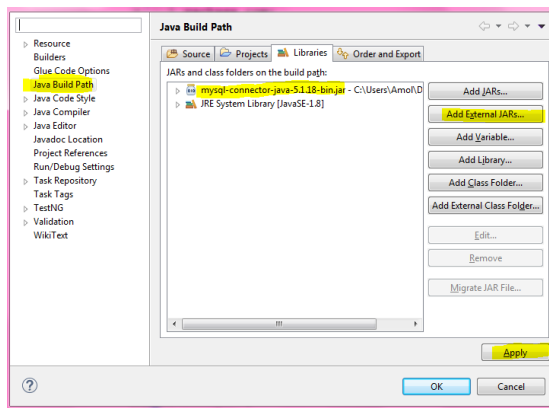 Java Build Path
Resource
Builders
Glue Code Options
Java Build Path
Java Code Style
Java Compiler
Java Editor
Javadoc Location
Project References
Run/Debug Settings
Task Repository
Task Tags
TestNG
Validation
WikiText
Source Projects Libraries Order and Export
JARs and class folders on the build path:
mysql-connector-java-5.1.18-bin.jar - C:\Users\Amol\D
JRE System Library [JavaSE-1.8]
Add JARs...
Add External JARs...
Add Variable...
Add Library...
Add Class Folder...
Add External Class Folder...
Edit...
Remove
Migrate JAR File...
Apply
OK Cancel